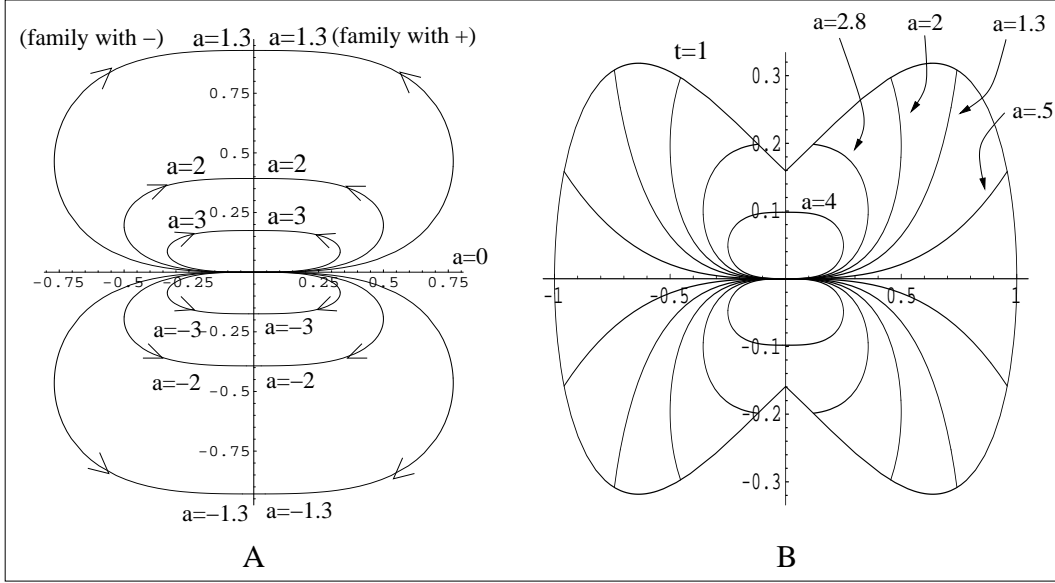 (family with −) a=1.3 a=1.3 (family with +)
0.75
0.5
a=2 a=2
0.25
a=3 a=3
a=0
−0.75 −0.5 −0.25 0.25 0.5 0.75
−0.25
a=−3 a=−3
a=−2 a=−2
−0.5
−0.75
a=−1.3 a=−1.3
A
a=2.8 a=2 a=1.3
t=1
0.3
a=.5
0.2
a=4
0.1
-1 -0.5 0.5 1
-0.1
-0.2
-0.3
B